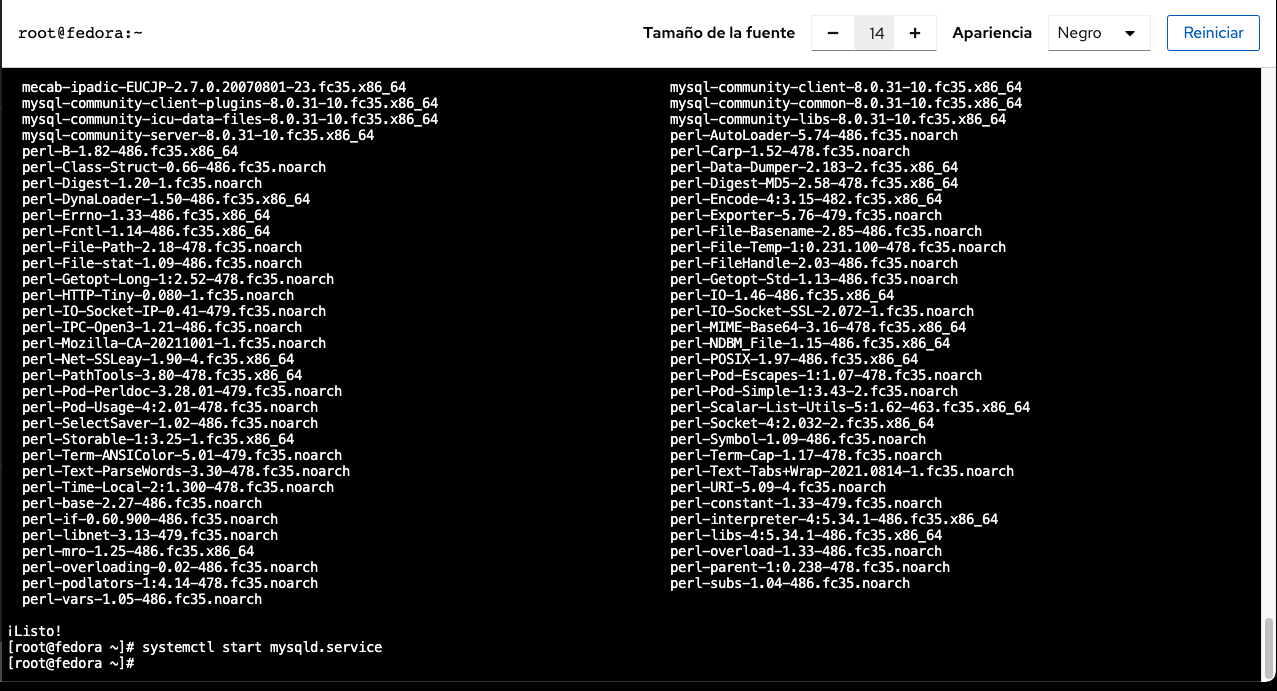 root@fedora:~ Tamaño de la fuente − 14 + Apariencia Negro Reiniciar
mecab-ipadic-EUCJP-2.7.0.20070801-23.fc35.x86_64 mysql-community-client-8.0.31-10.fc35.x86_64
mysql-community-client-plugins-8.0.31-10.fc35.x86_64 mysql-community-common-8.0.31-10.fc35.x86_64
mysql-community-icu-data-files-8.0.31-10.fc35.x86_64 mysql-community-libs-8.0.31-10.fc35.x86_64
mysql-community-server-8.0.31-10.fc35.x86_64 perl-AutoLoader-5.74-486.fc35.noarch
perl-B-1.82-486.fc35.x86_64 perl-Carp-1.52-478.fc35.noarch
perl-Class-Struct-0.66-486.fc35.noarch perl-Data-Dumper-2.183-2.fc35.x86_64
perl-Digest-1.20-1.fc35.noarch perl-Digest-MD5-2.58-478.fc35.x86_64
perl-DynaLoader-1.50-486.fc35.x86_64 perl-Encode-4:3.15-482.fc35.x86_64
perl-Errno-1.33-486.fc35.x86_64 perl-Exporter-5.76-479.fc35.noarch
perl-Fcntl-1.14-486.fc35.x86_64 perl-File-Basename-2.85-486.fc35.noarch
perl-File-Path-2.18-478.fc35.noarch perl-File-Temp-1:0.231.100-478.fc35.noarch
perl-File-stat-1.09-486.fc35.noarch perl-FileHandle-2.03-486.fc35.noarch
perl-Getopt-Long-1:2.52-478.fc35.noarch perl-Getopt-Std-1.13-486.fc35.noarch
perl-HTTP-Tiny-0.080-1.fc35.noarch perl-IO-1.46-486.fc35.x86_64
perl-IO-Socket-IP-0.41-479.fc35.noarch perl-IO-Socket-SSL-2.072-1.fc35.noarch
perl-IPC-Open3-1.21-486.fc35.noarch perl-MIME-Base64-3.16-478.fc35.x86_64
perl-Mozilla-CA-20211001-1.fc35.noarch perl-NDBM_File-1.15-486.fc35.x86_64
perl-Net-SSLeay-1.90-4.fc35.x86_64 perl-POSIX-1.97-486.fc35.x86_64
perl-PathTools-3.80-478.fc35.x86_64 perl-Pod-Escapes-1:1.07-478.fc35.noarch
perl-Pod-Perldoc-3.28.01-479.fc35.noarch perl-Pod-Simple-1:3.43-2.fc35.noarch
perl-Pod-Usage-4:2.01-478.fc35.noarch perl-Scalar-List-Utils-5:1.62-463.fc35.x86_64
perl-SelectSaver-1.02-486.fc35.noarch perl-Socket-4:2.032-2.fc35.x86_64
perl-Storable-1:3.25-1.fc35.x86_64 perl-Symbol-1.09-486.fc35.noarch
perl-Term-ANSIColor-5.01-479.fc35.noarch perl-Term-Cap-1.17-478.fc35.noarch
perl-Text-ParseWords-3.30-478.fc35.noarch perl-Text-Tabs+Wrap-2021.0814-1.fc35.noarch
perl-Time-Local-2:1.300-478.fc35.noarch perl-URI-5.09-4.fc35.noarch
perl-base-2.27-486.fc35.noarch perl-constant-1.33-479.fc35.noarch
perl-if-0.60.900-486.fc35.noarch perl-interpreter-4:5.34.1-486.fc35.x86_64
perl-libnet-3.13-479.fc35.noarch perl-libs-4:5.34.1-486.fc35.x86_64
perl-mro-1.25-486.fc35.x86_64 perl-overload-1.33-486.fc35.noarch
perl-overloading-0.02-486.fc35.noarch perl-parent-1:0.238-478.fc35.noarch
perl-podlators-1:4.14-478.fc35.noarch perl-subs-1.04-486.fc35.noarch
perl-vars-1.05-486.fc35.noarch
¡Listo!
[root@fedora ~]# systemctl start mysqld.service
[root@fedora ~]#